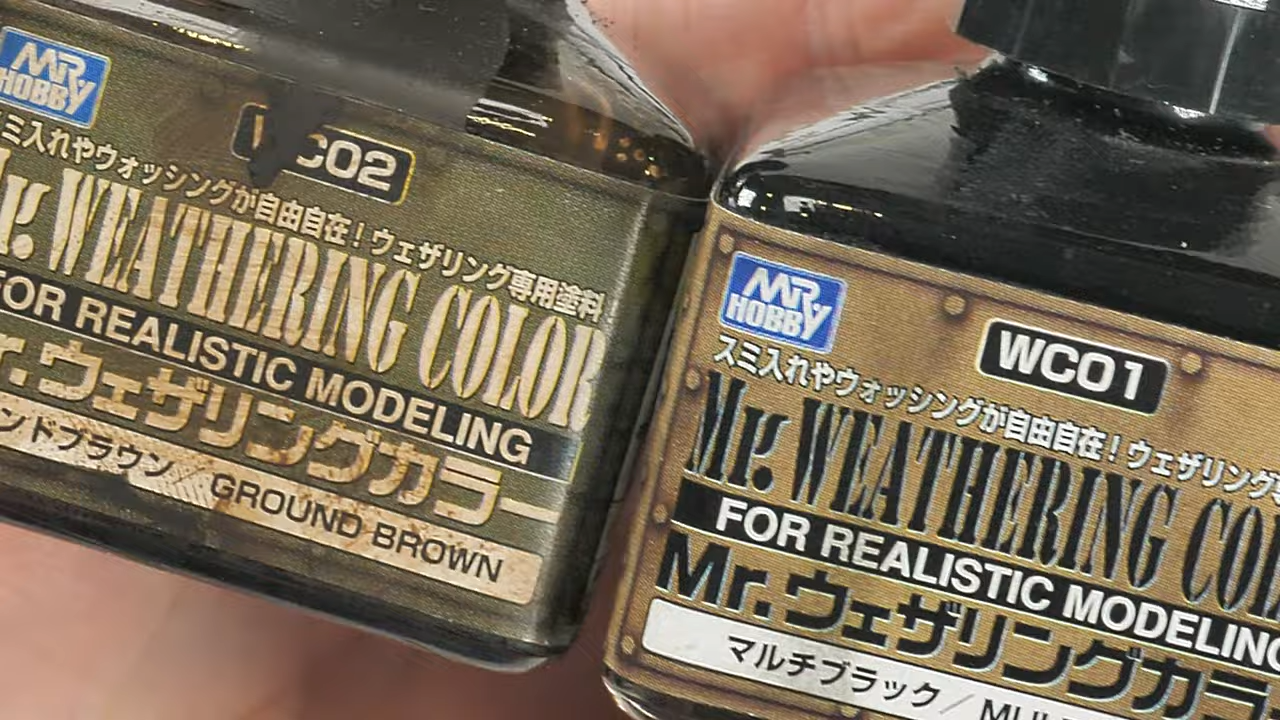 MR HOBBY
WC02
スミ入れやウォッシングが自由自在！ウェザリング専用塗料
Mr. WEATHERING COLOR
FOR REALISTIC MODELING
Mr.ウェザリングカラー
ンドブラウン／GROUND BROWN
MR HOBBY
WC01
スミ入れやウォッシングが自由自在！ウェザリング
Mr. WEATHERING COL
FOR REALISTIC MODELING
Mr.ウェザリングカラー
マルチブラック／MUL